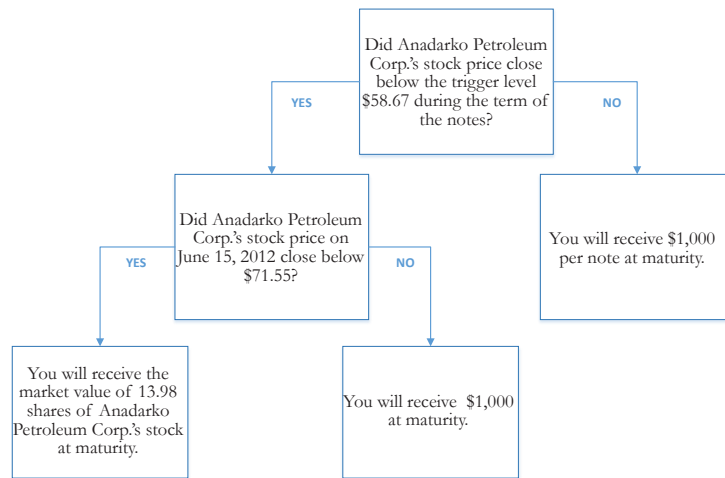 Did Anadarko Petroleum
Corp.'s stock price close
below the trigger level
$58.67 during the term of
the notes?
YES
NO
Did Anadarko Petroleum
Corp.'s stock price on
June 15, 2012 close below
$71.55?
You will receive $1,000
per note at maturity.
YES
NO
You will receive the
market value of 13.98
shares of Anadarko
Petroleum Corp.'s stock
at maturity.
You will receive $1,000
at maturity.